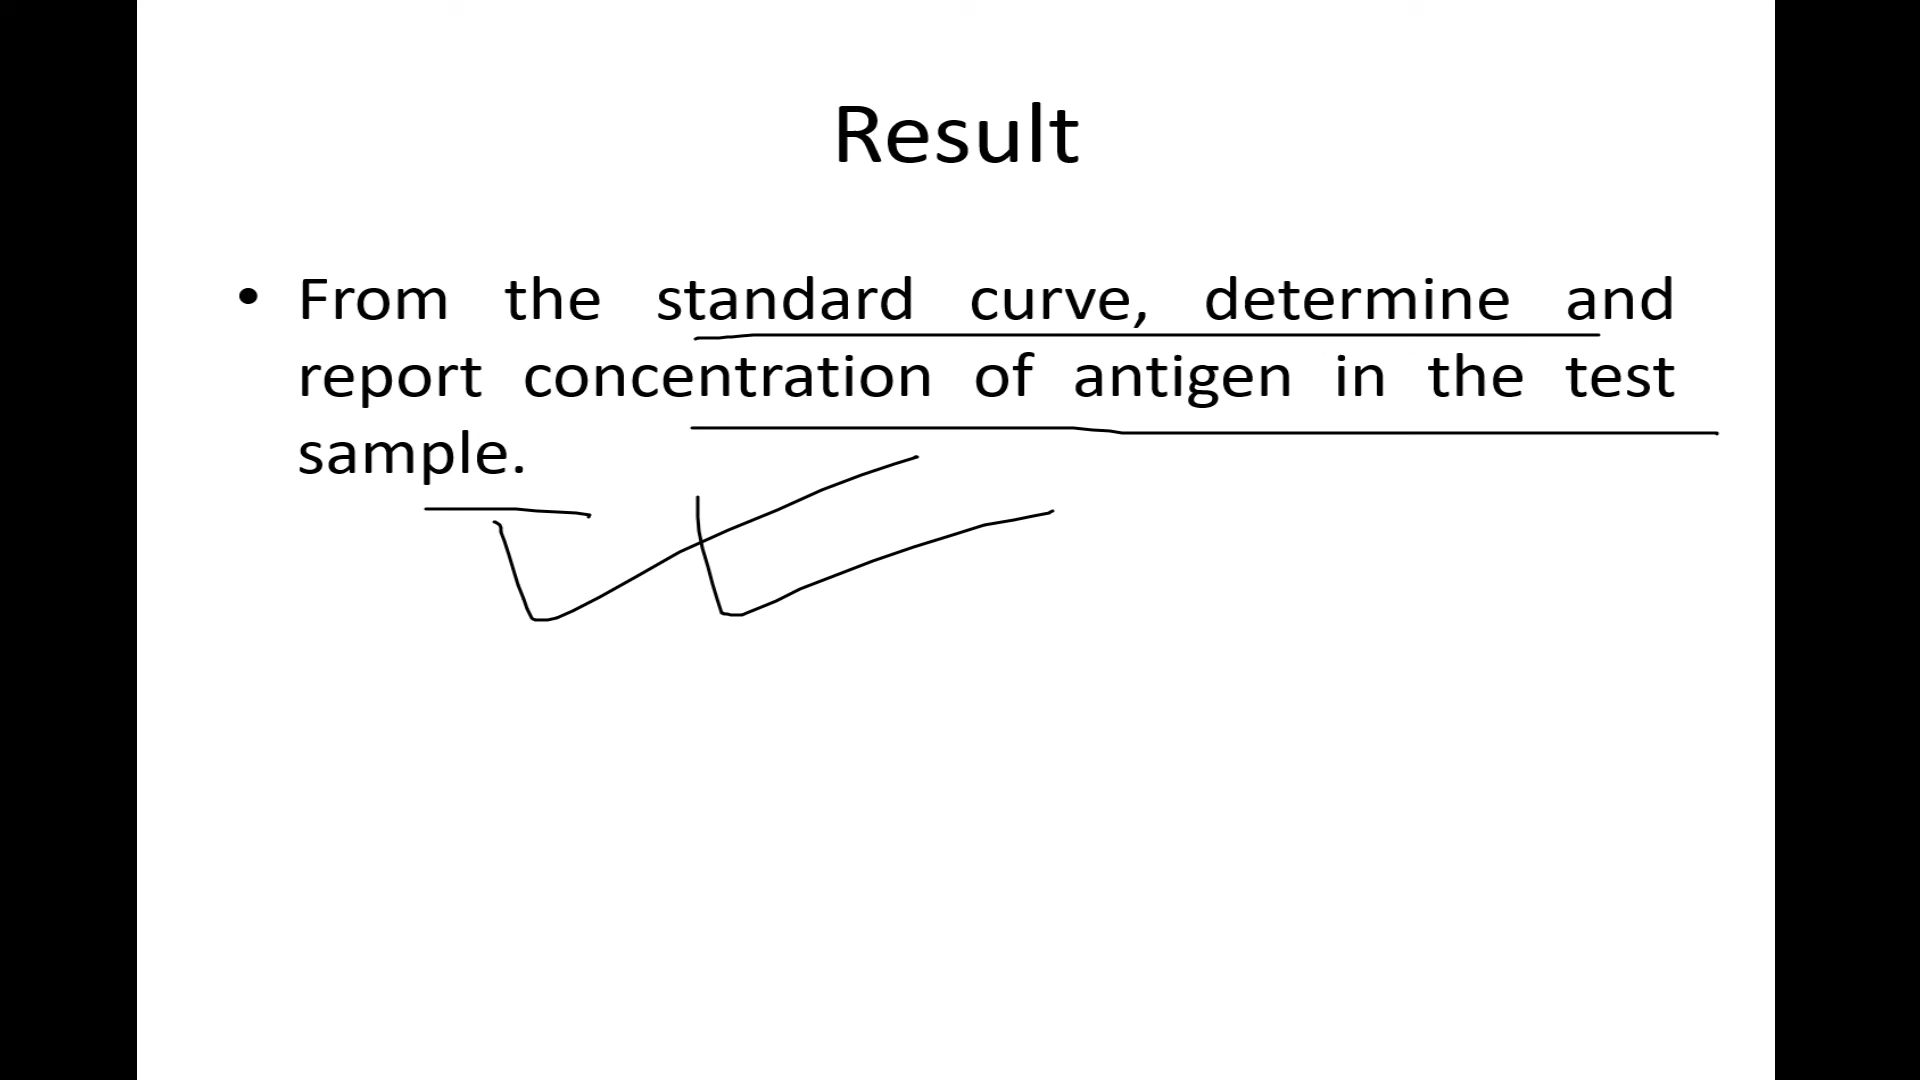 Result
• From the standard curve, determine and
report concentration of antigen in the test
sample.